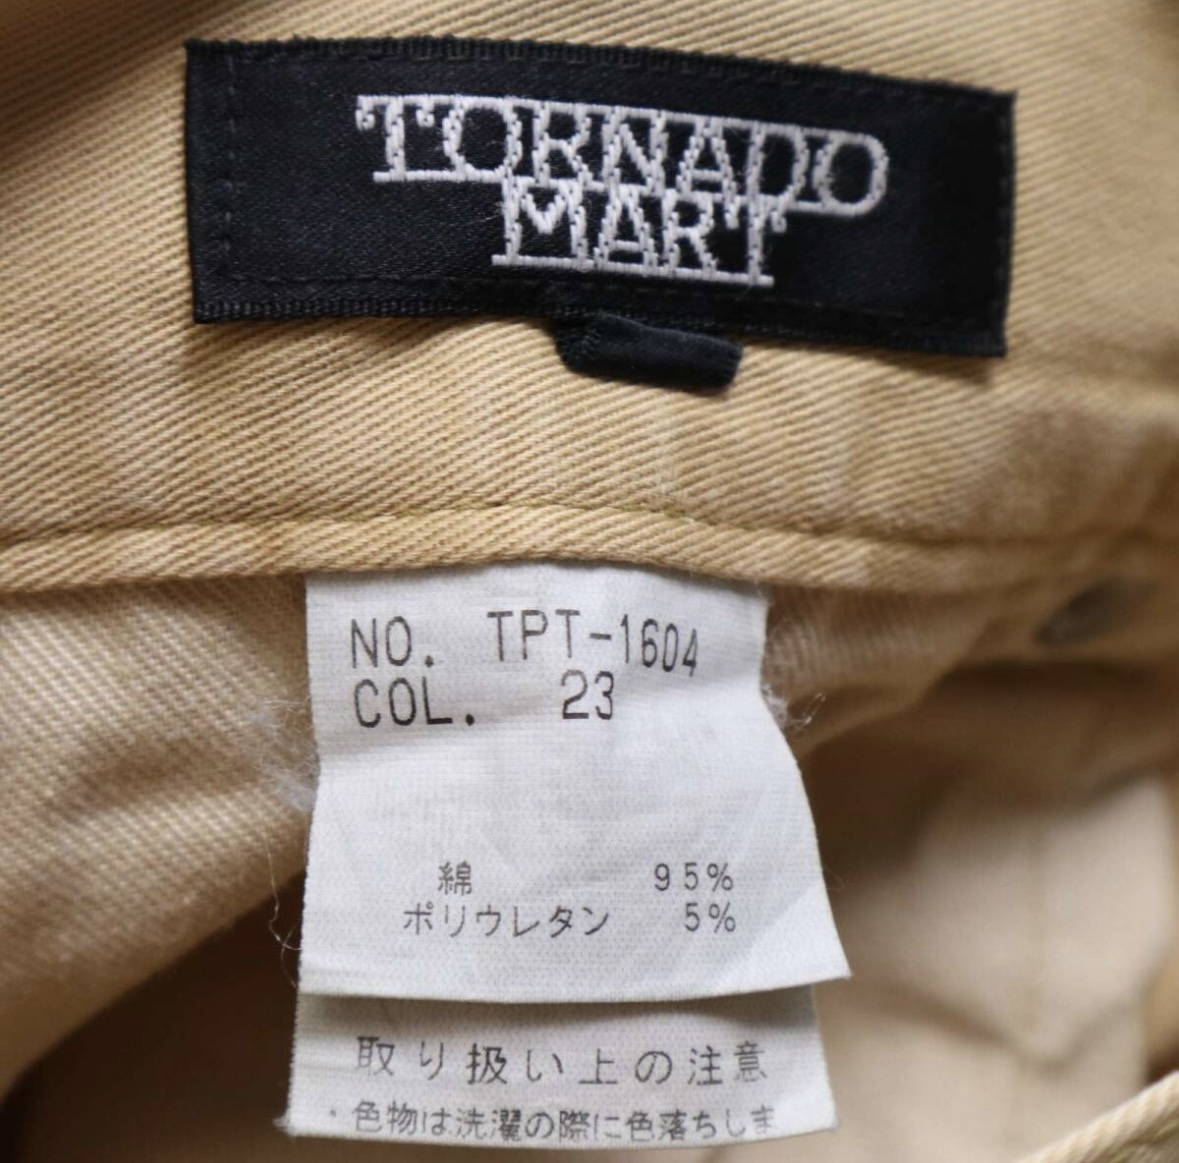 TORNADO
MART
NO. TPT-1604
COL. 23
綿 95%
ポリウレタン 5%
取り扱い上の注意
・色物は洗濯の際に色落ちしま